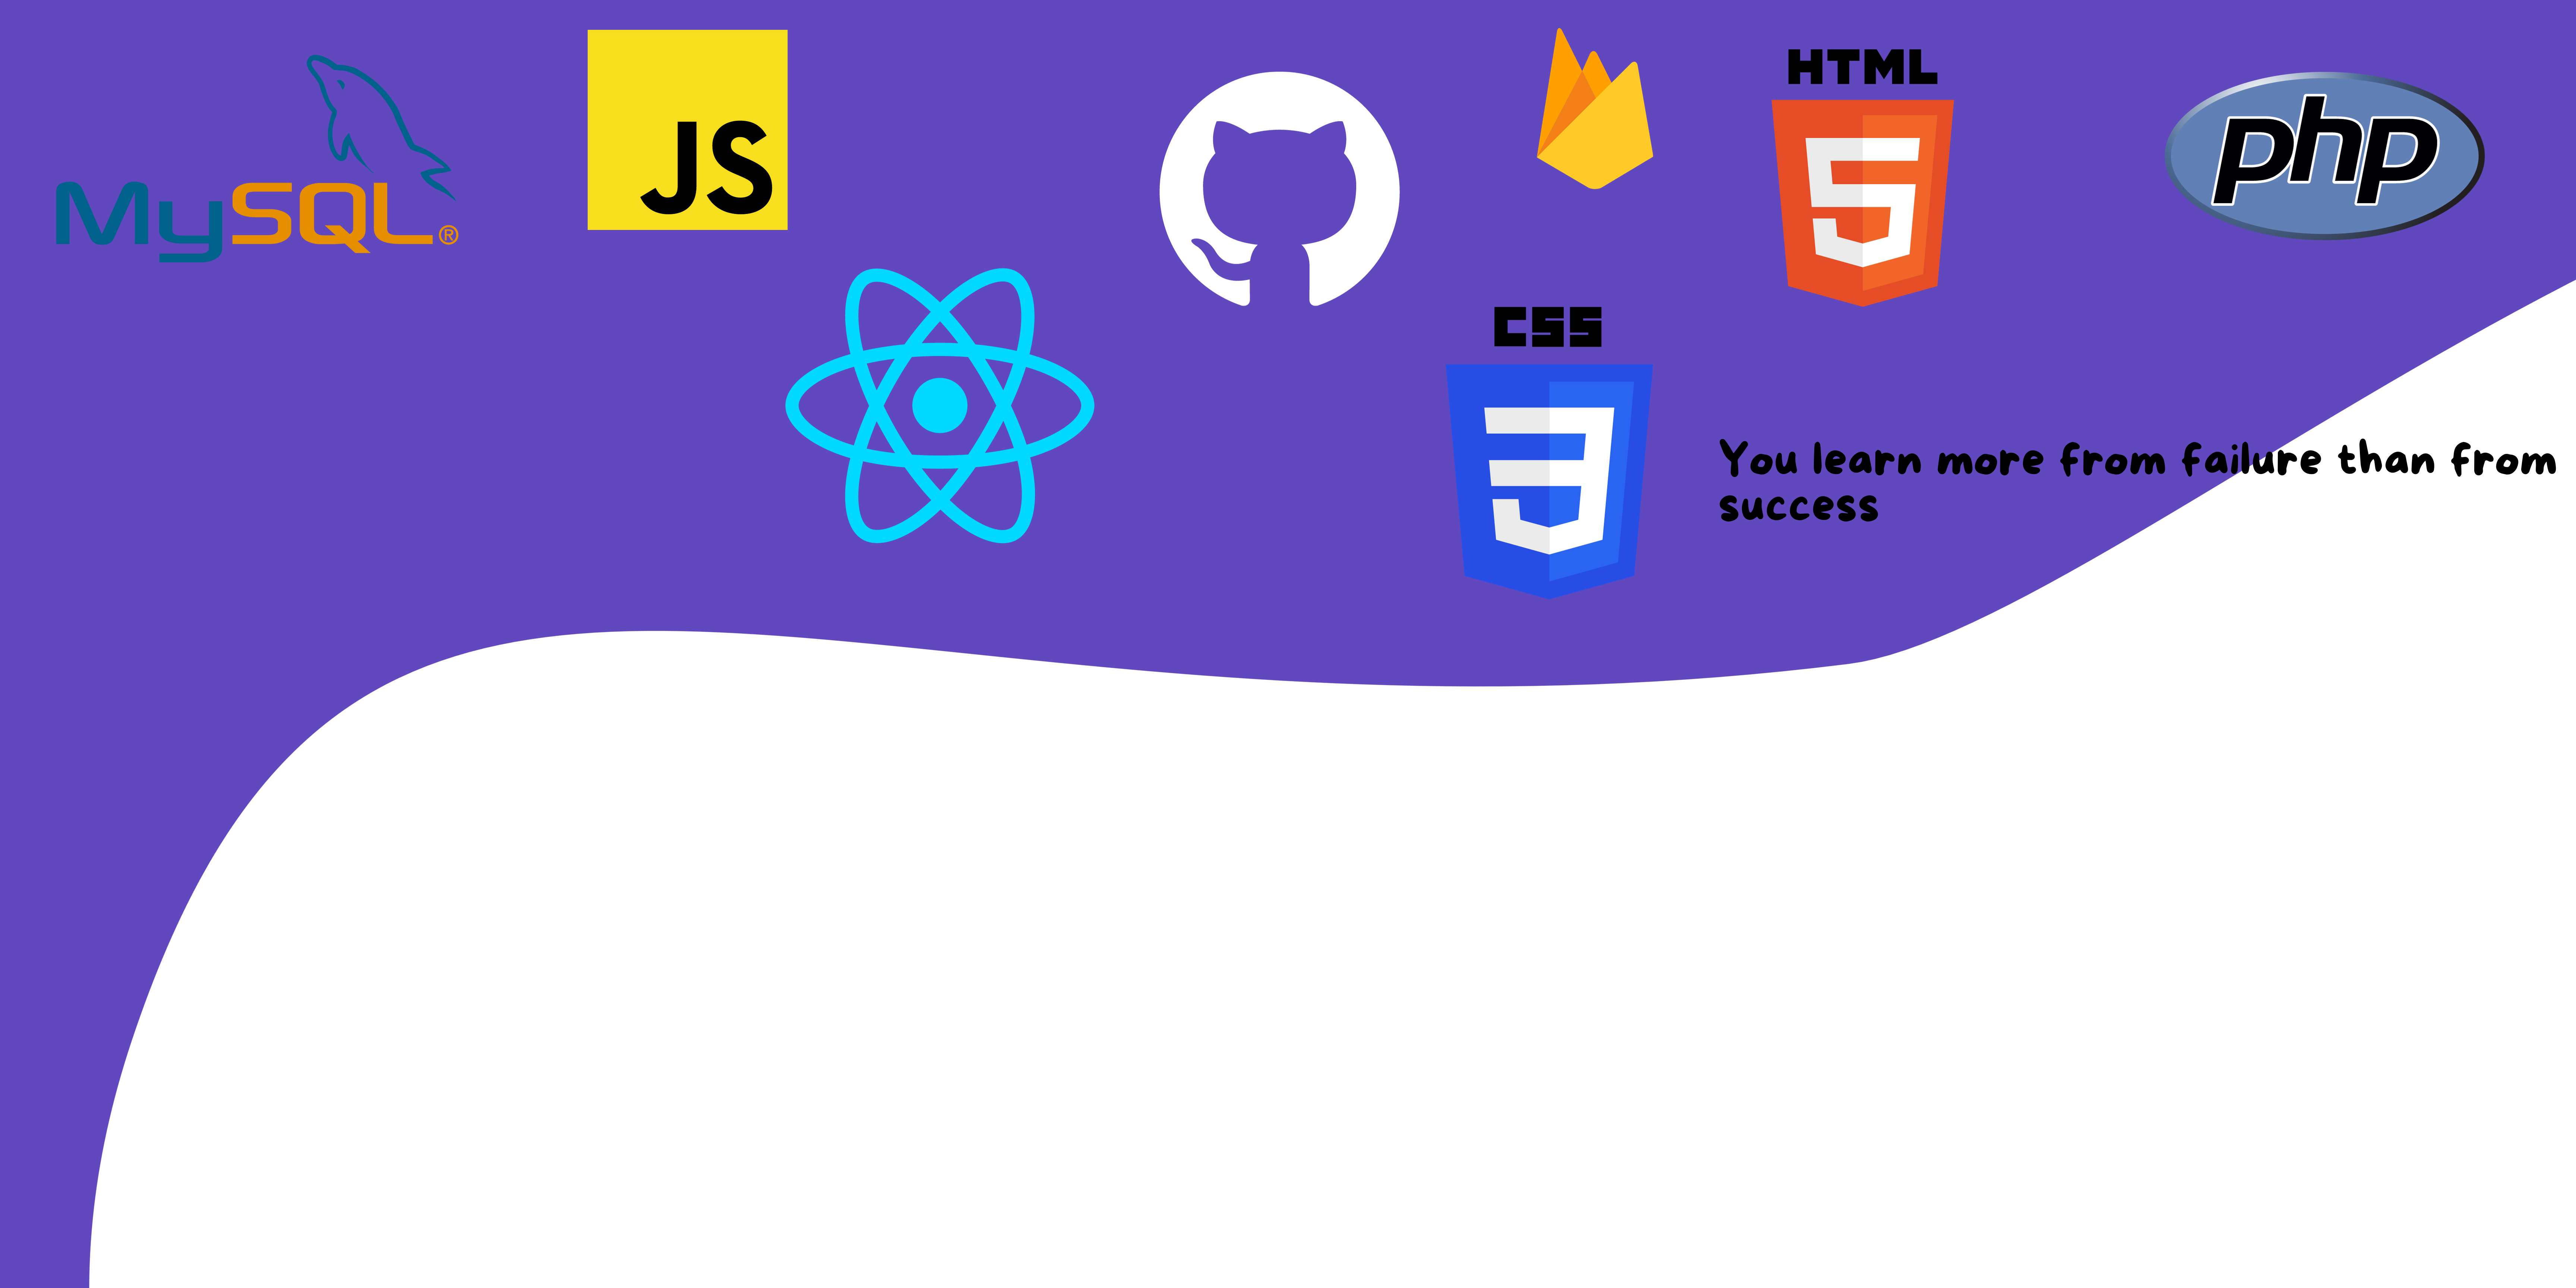 MySQL®
JS
HTML
5
php
CSS
3
You learn more from failure than from
success